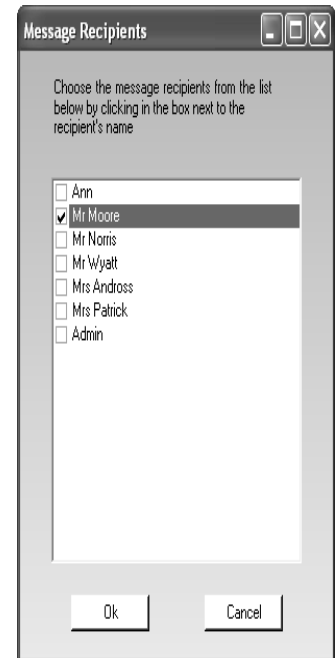 Message Recipients
Choose the message recipients from the list
below by clicking in the box next to the
recipient's name
Ann
Mr Moore
Mr Norris
Mr Wyatt
Mrs Andross
Mrs Patrick
Admin
Ok
Cancel